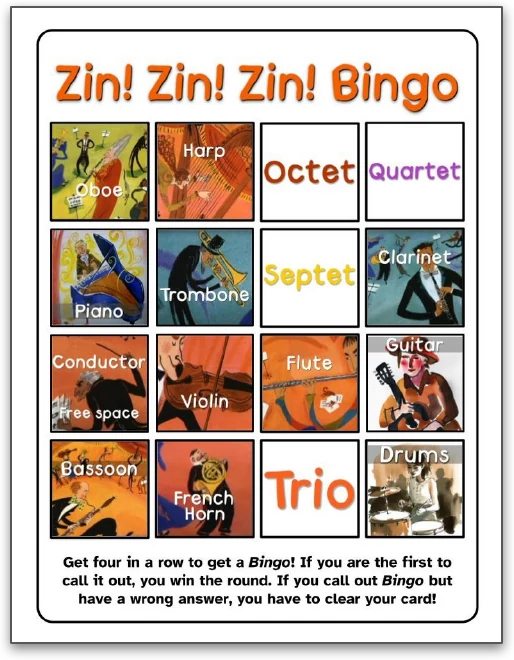 Zin! Zin! Zin! Bingo
Oboe
Harp
Octet
Quartet
Piano
Trombone
Septet
Clarinet
Conductor
Free space
Violin
Flute
Guitar
Bassoon
French
Horn
Trio
Drums
Get four in a row to get a Bingo! If you are the first to
call it out, you win the round. If you call out Bingo but
have a wrong answer, you have to clear your card!